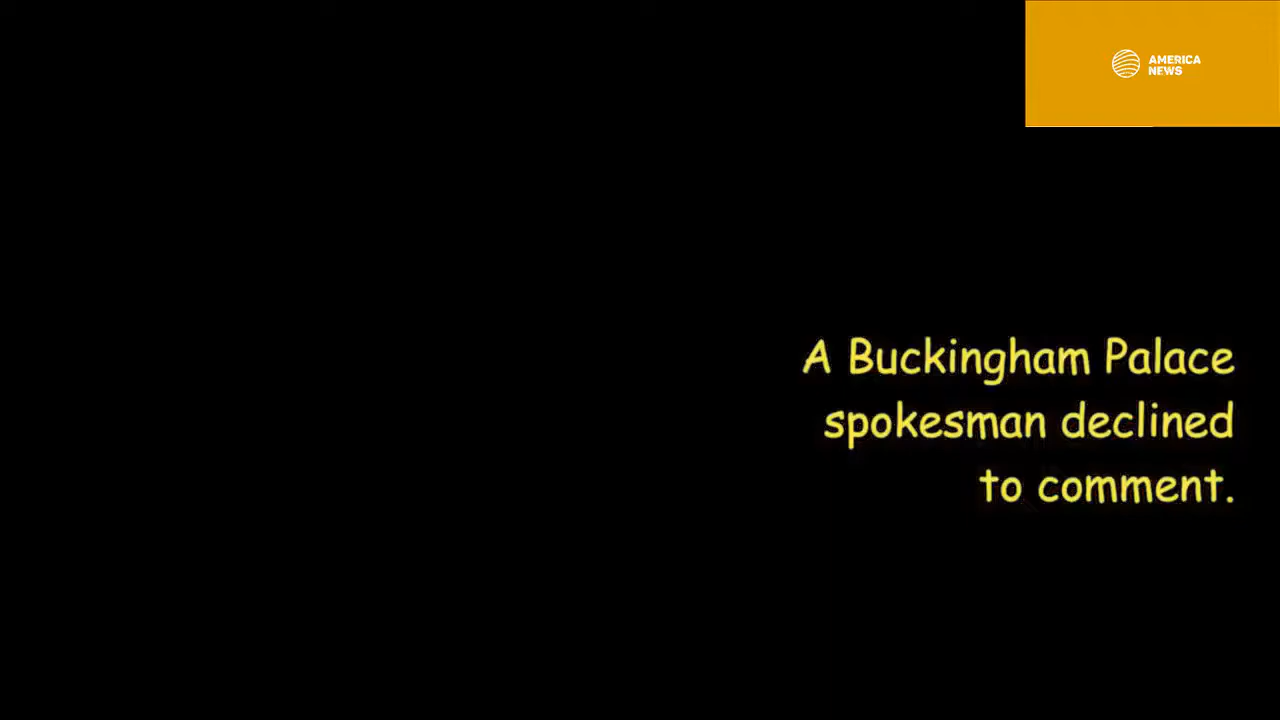 AMERICA
NEWS
A Buckingham Palace
spokesman declined
to comment.